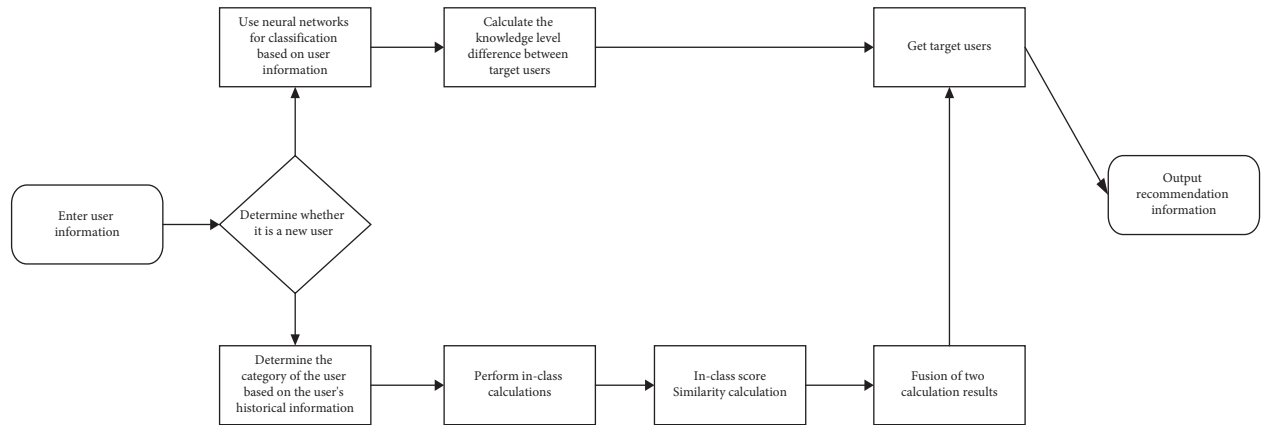 Use neural networks
for classification
based on user
information
Calculate the
knowledge level
difference between
target users
Get target users
Enter user
information
Determine whether
it is a new user
Output
recommendation
information
Determine the
category of the user
based on the user's
historical information
Perform in-class
calculations
In-class score
Similarity calculation
Fusion of two
calculation results